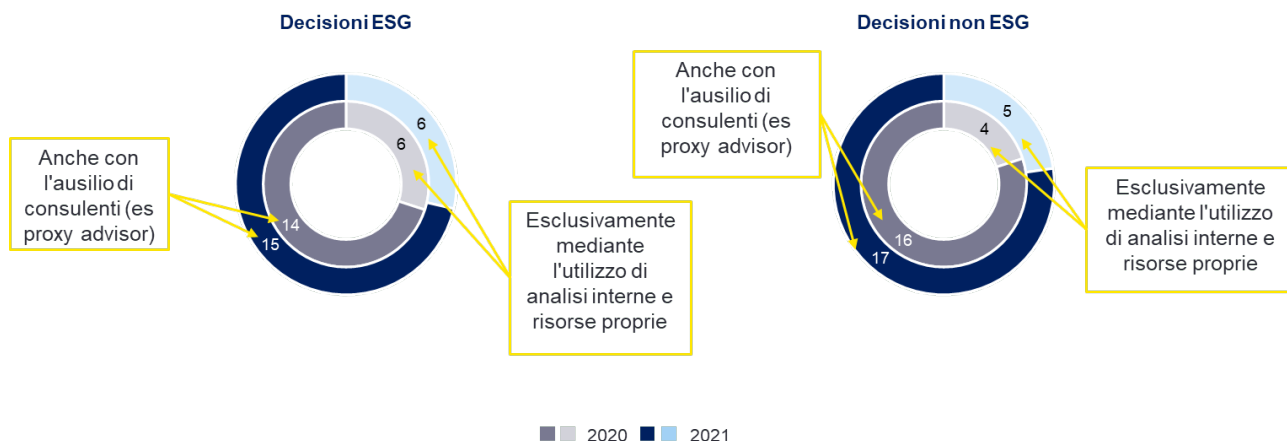 Decisioni ESG
Anche con
l'ausilio di
consulenti (es
proxy advisor)
6
6
14
15
Esclusivamente
mediante
l'utilizzo di
analisi interne e
risorse proprie
Decisioni non ESG
Anche con
l'ausilio di
consulenti (es
proxy advisor)
5
4
16
17
Esclusivamente
mediante l'utilizzo
di analisi interne e
risorse proprie
2020 2021